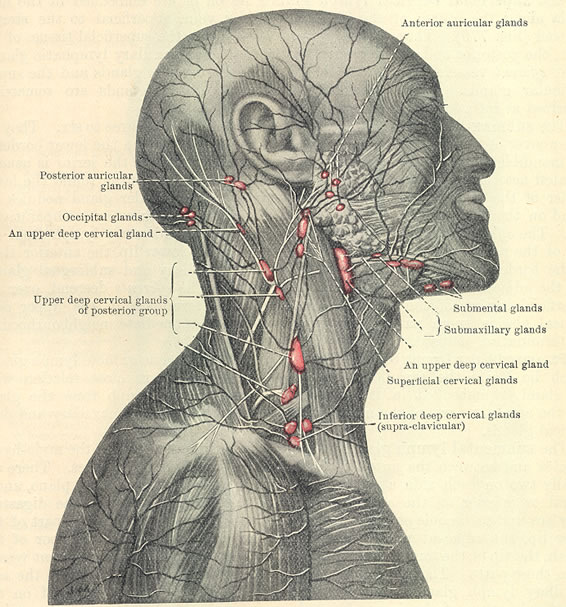 Anterior auricular glands
Posterior auricular
glands
Occipital glands
An upper deep cervical gland
Upper deep cervical glands
of posterior group
Submental glands
Submaxillary glands
An upper deep cervical gland
Superficial cervical glands
Inferior deep cervical glands
(supra-clavicular)